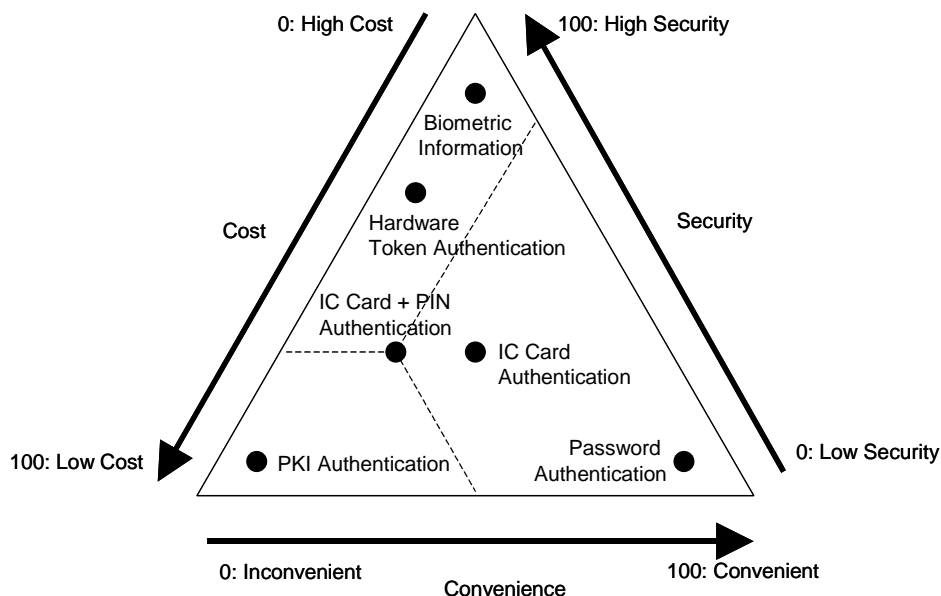 0: High Cost
100: High Security
Biometric
Information
Hardware
Token Authentication
Cost
Security
IC Card + PIN
Authentication
IC Card
Authentication
100: Low Cost
PKI Authentication
Password
Authentication
0: Low Security
0: Inconvenient
100: Convenient
Convenience